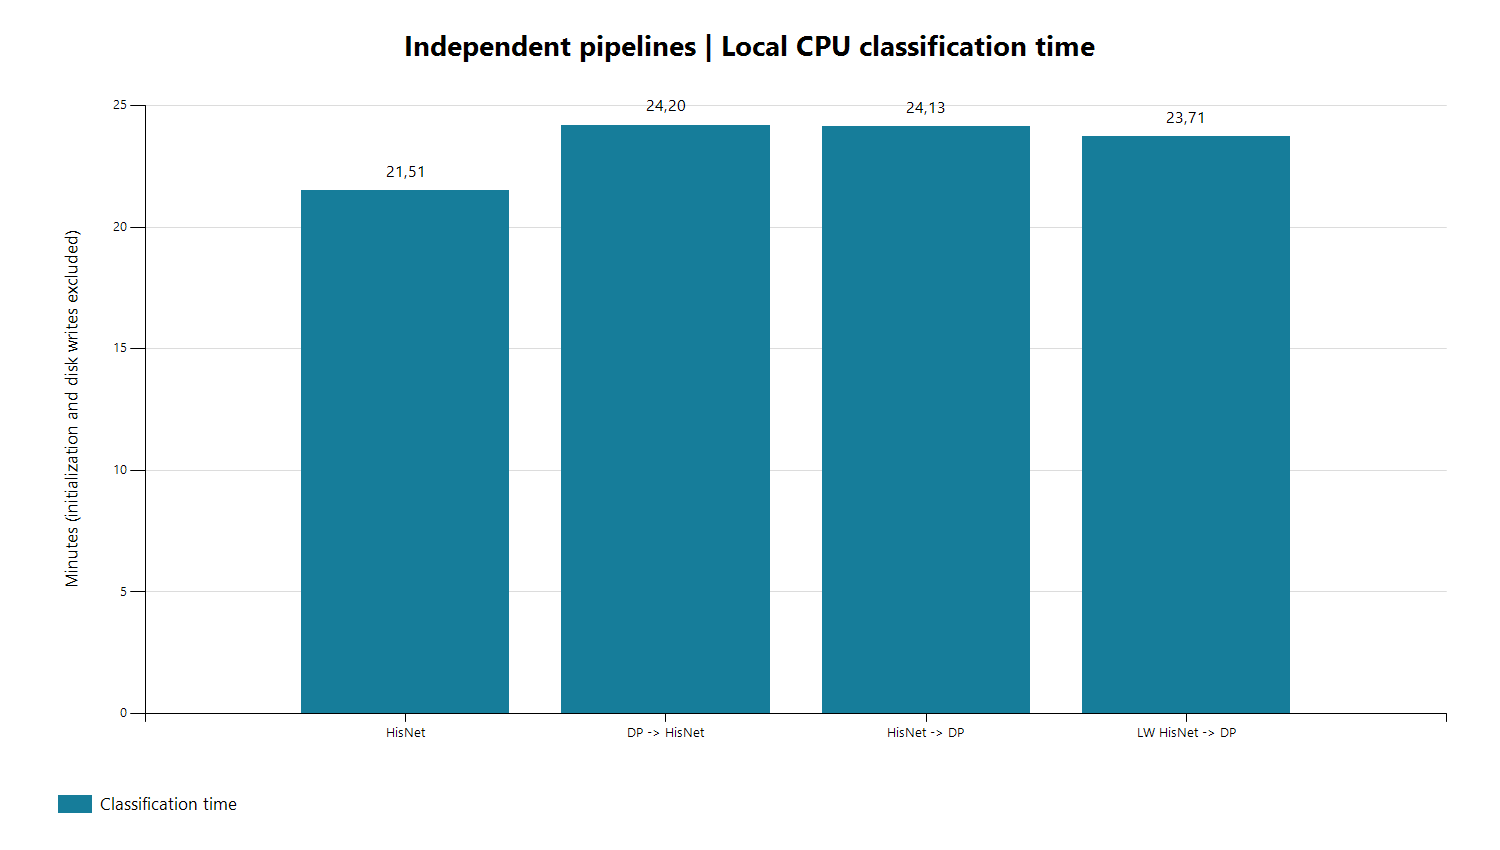 Independent pipelines | Local CPU classification time
Minutes (initialization and disk writes excluded)
25
20
15
10
5
0
21,51
24,20
24,13
23,71
HisNet
DP -> HisNet
HisNet -> DP
LW HisNet -> DP
Classification time